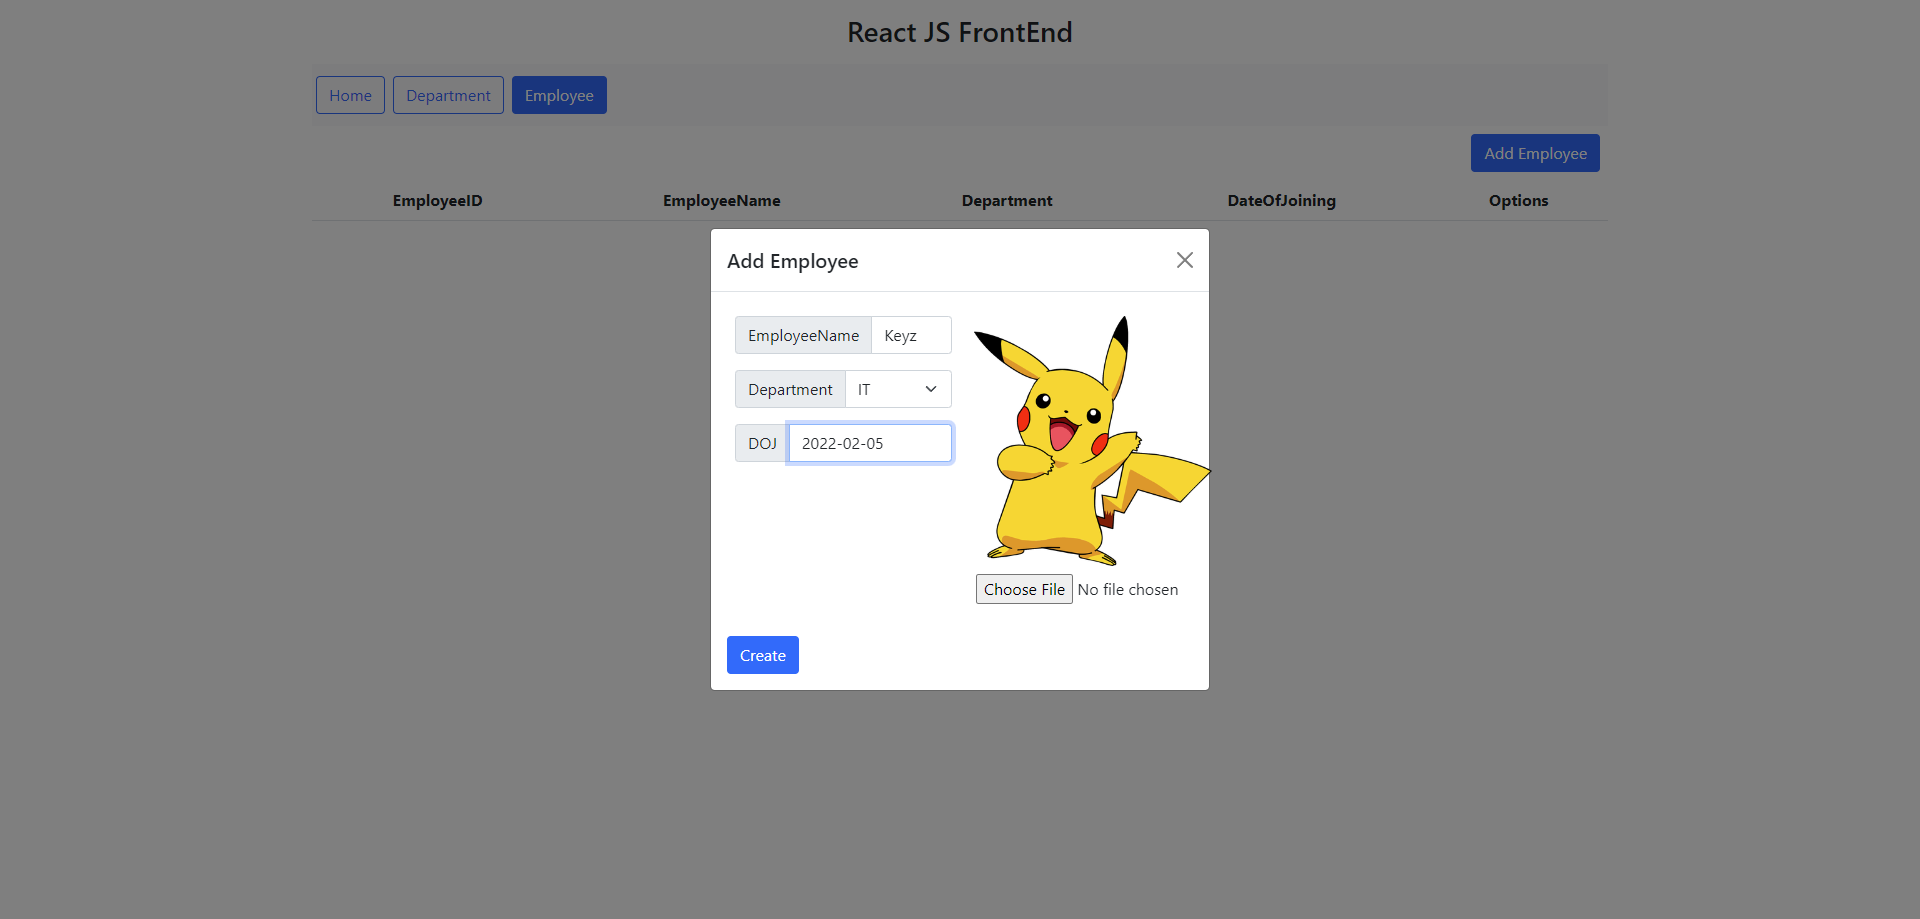 React JS FrontEnd
Home Department Employee
Add Employee
EmployeeID EmployeeName Department DateOfJoining Options
Add Employee
EmployeeName Keyz
Department IT
DOJ 2022-02-05
Choose File No file chosen
Create